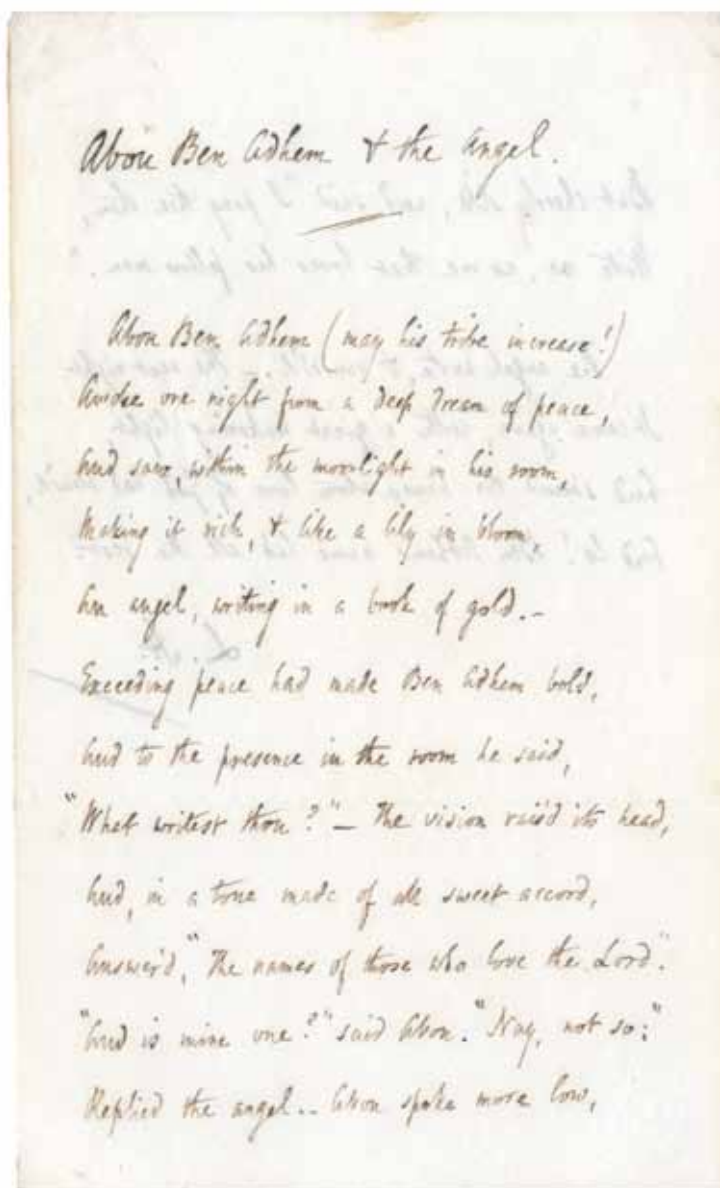 Abou Ben Adhem & the Angel.
Abou Ben Adhem (may his tribe increase!)
Awoke one night from a deep dream of peace,
And saw, within the moonlight in his room,
Making it rich, & like a lily in bloom,
An angel, writing in a book of gold.—
Exceeding peace had made Ben Adhem bold,
And to the presence in the room he said,
"What writest thou?"— The vision rais'd its head,
And, in a tone made of all sweet accord,
Answer'd, "The names of those who love the Lord."
"And is mine one?" said Abou. "Nay, not so;"
Replied the angel.— Abou spoke more low,